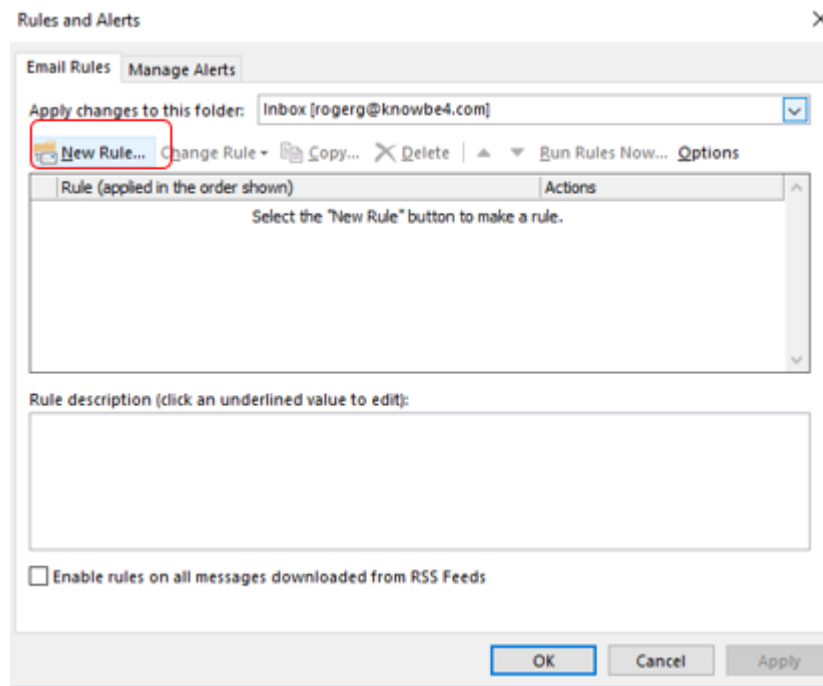 Rules and Alerts
Email Rules Manage Alerts
Apply changes to this folder: Inbox [rogerg@knowbe4.com]
New Rule... Change Rule Copy... Delete Run Rules Now... Options
Rule (applied in the order shown) Actions
Select the "New Rule" button to make a rule.
Rule description (click an underlined value to edit):
Enable rules on all messages downloaded from RSS Feeds
OK Cancel Apply